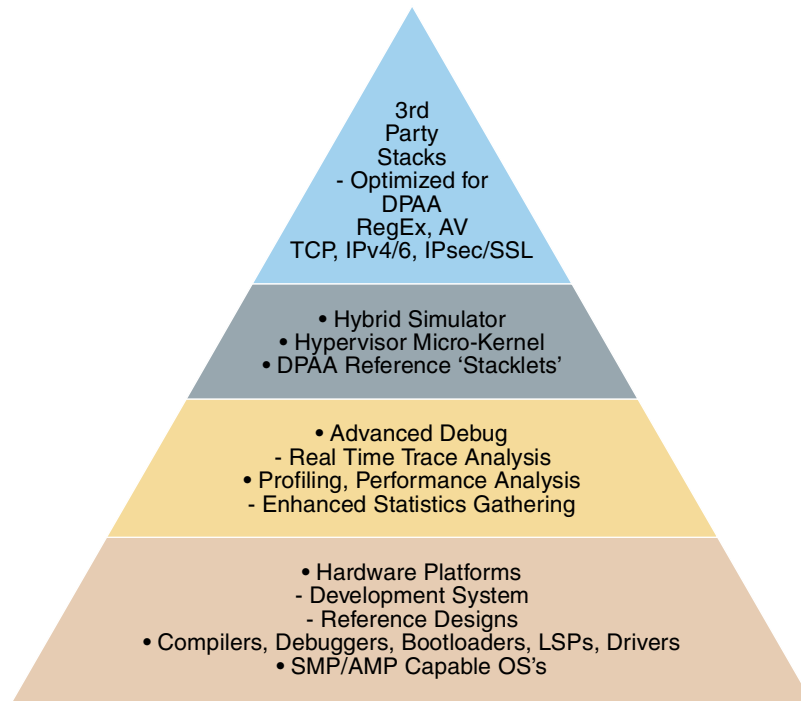 3rd
Party
Stacks
- Optimized for
DPAA
RegEx, AV
TCP, IPv4/6, IPsec/SSL
• Hybrid Simulator
• Hypervisor Micro-Kernel
• DPAA Reference ‘Stacklets’
• Advanced Debug
- Real Time Trace Analysis
• Profiling, Performance Analysis
- Enhanced Statistics Gathering
• Hardware Platforms
- Development System
- Reference Designs
• Compilers, Debuggers, Bootloaders, LSPs, Drivers
• SMP/AMP Capable OS’s